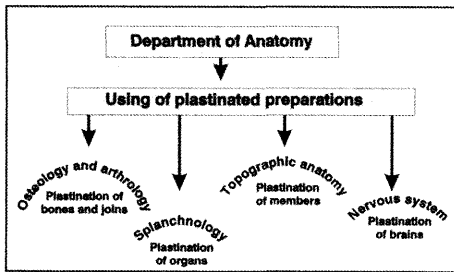 Department of Anatomy
Using of plastinated preparations
Osteology and arthrology
Plastination of
bones and joins
Splanchnology
Plastination
of organs
Topographic anatomy
Plastination
of members
Nervous system
Plastination
of brains